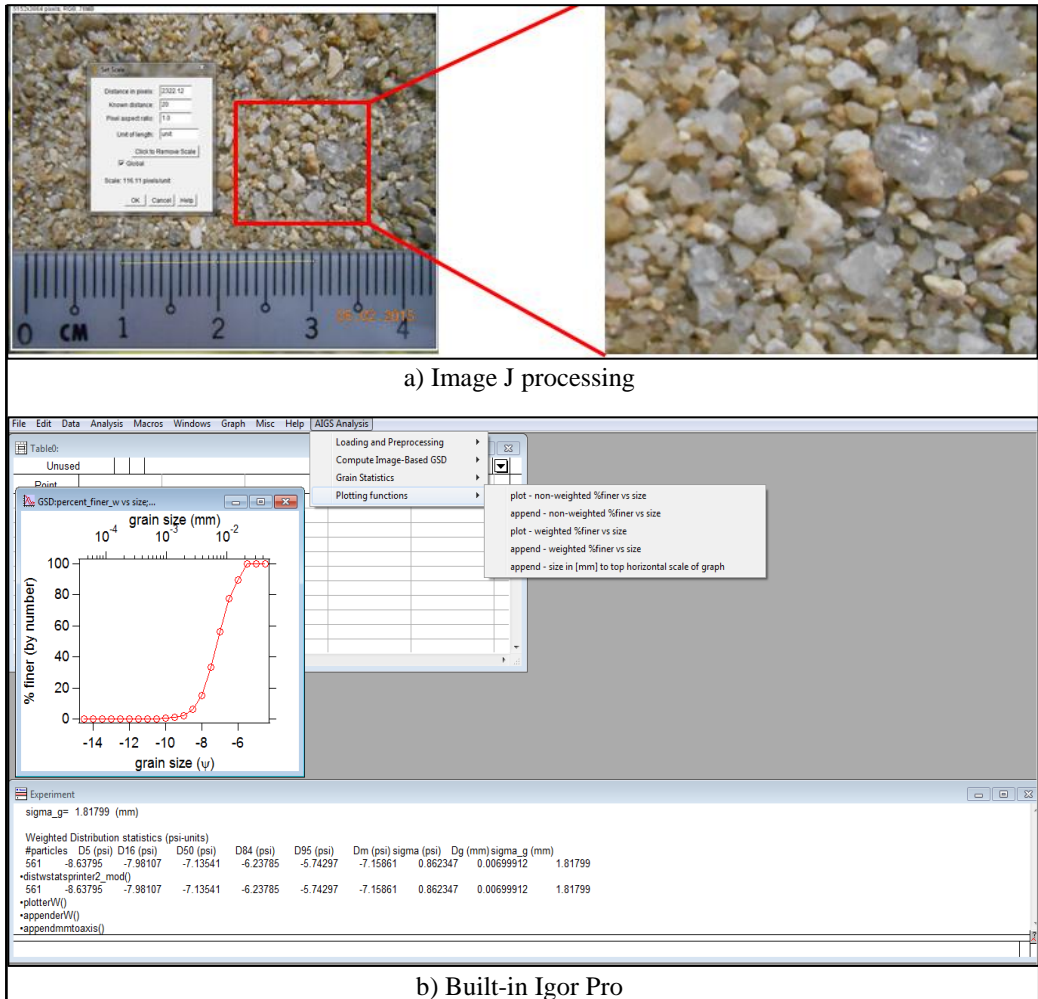 5152x3864 pixels; RGB; 76MB
Set Scale
Distance in pixels: 2322.12
Known distance: 20
Pixel aspect ratio: 1.0
Unit of length: unit
Click to Remove Scale
Global
Scale: 116.11 pixels/unit
OK Cancel Help
0 CM 1 2 3 4
05.02.2015
a) Image J processing
File Edit Data Analysis Macros Windows Graph Misc Help AIGS Analysis
Table0:
Unused
Point
Loading and Preprocessing
Compute Image-Based GSD
Grain Statistics
Plotting functions
plot - non-weighted %finer vs size
append - non-weighted %finer vs size
plot - weighted %finer vs size
append - weighted %finer vs size
append - size in [mm] to top horizontal scale of graph
GSD:percent_finer_w vs size;...
grain size (mm)
10^-4 10^-3 10^-2
% finer (by number)
100
80
60
40
20
0
-14 -12 -10 -8 -6
grain size (ψ)
Experiment
sigma_g= 1.81799 (mm)
Weighted Distribution statistics (psi-units)
#particles D5 (psi) D16 (psi) D50 (psi) D84 (psi) D95 (psi) Dm (psi) sigma (psi) Dg (mm) sigma_g (mm)
561 -8.63795 -7.98107 -7.13541 -6.23785 -5.74297 -7.15861 0.862347 0.00699912 1.81799
•distwstatsprinter2_mod()
561 -8.63795 -7.98107 -7.13541 -6.23785 -5.74297 -7.15861 0.862347 0.00699912 1.81799
•plotterW()
•appenderW()
•appendmmtoaxis()
b) Built-in Igor Pro